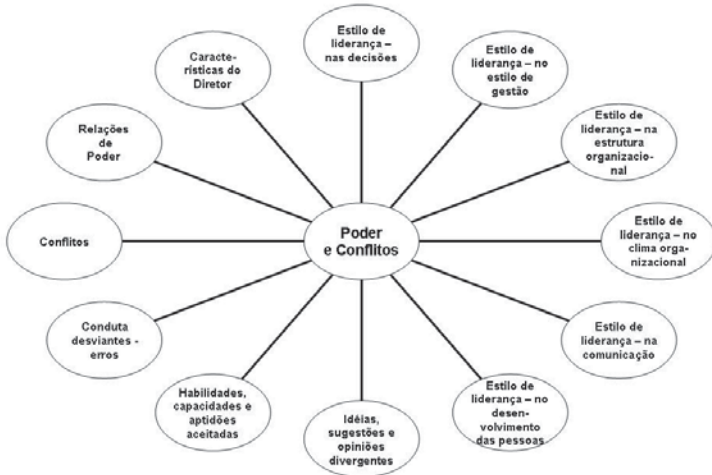 Estilo de
liderança –
nas decisões
Estilo de
liderança – no
estilo de
gestão
Estilo de
liderança – na
estrutura
organizacio-
nal
Estilo de
liderança – no
clima orga-
nizacional
Estilo de
liderança – na
comunicação
Estilo de
liderança – no
desen-
volvimento
das pessoas
Idéias,
sugestões e
opiniões
divergentes
Habilidades,
capacidades e
aptidões
aceitadas
Conduta
desviantes -
erros
Conflitos
Relações
de
Poder
Caracte-
rísticas do
Diretor
Poder
e Conflitos